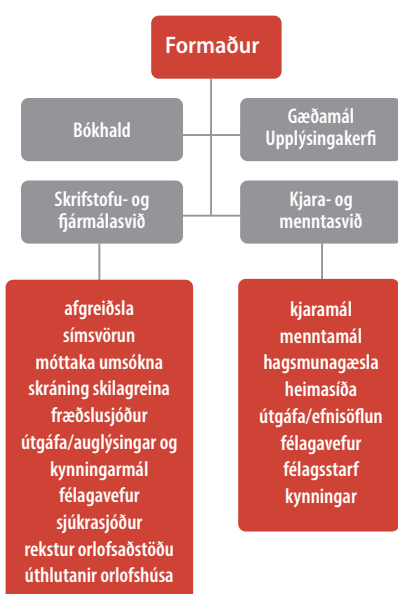 Formaður
Bókhald
Gæðamál
Upplýsingakerfi
Skrifstofu- og
fjármálasvið
Kjara- og
menntasvið
afgreiðsla
símsvörun
móttaka umsókna
skráning skilagreina
fræðslusjóður
útgáfa/auglýsingar og
kynningarmál
félagavefur
sjúkrasjóður
rekstur orlofsaðstöðu
úthlutanir orlofshúsa
kjaramál
menntamál
hagsmunagæsla
heimasíða
útgáfa/efnisöflun
félagavefur
félagsstarf
kynningar